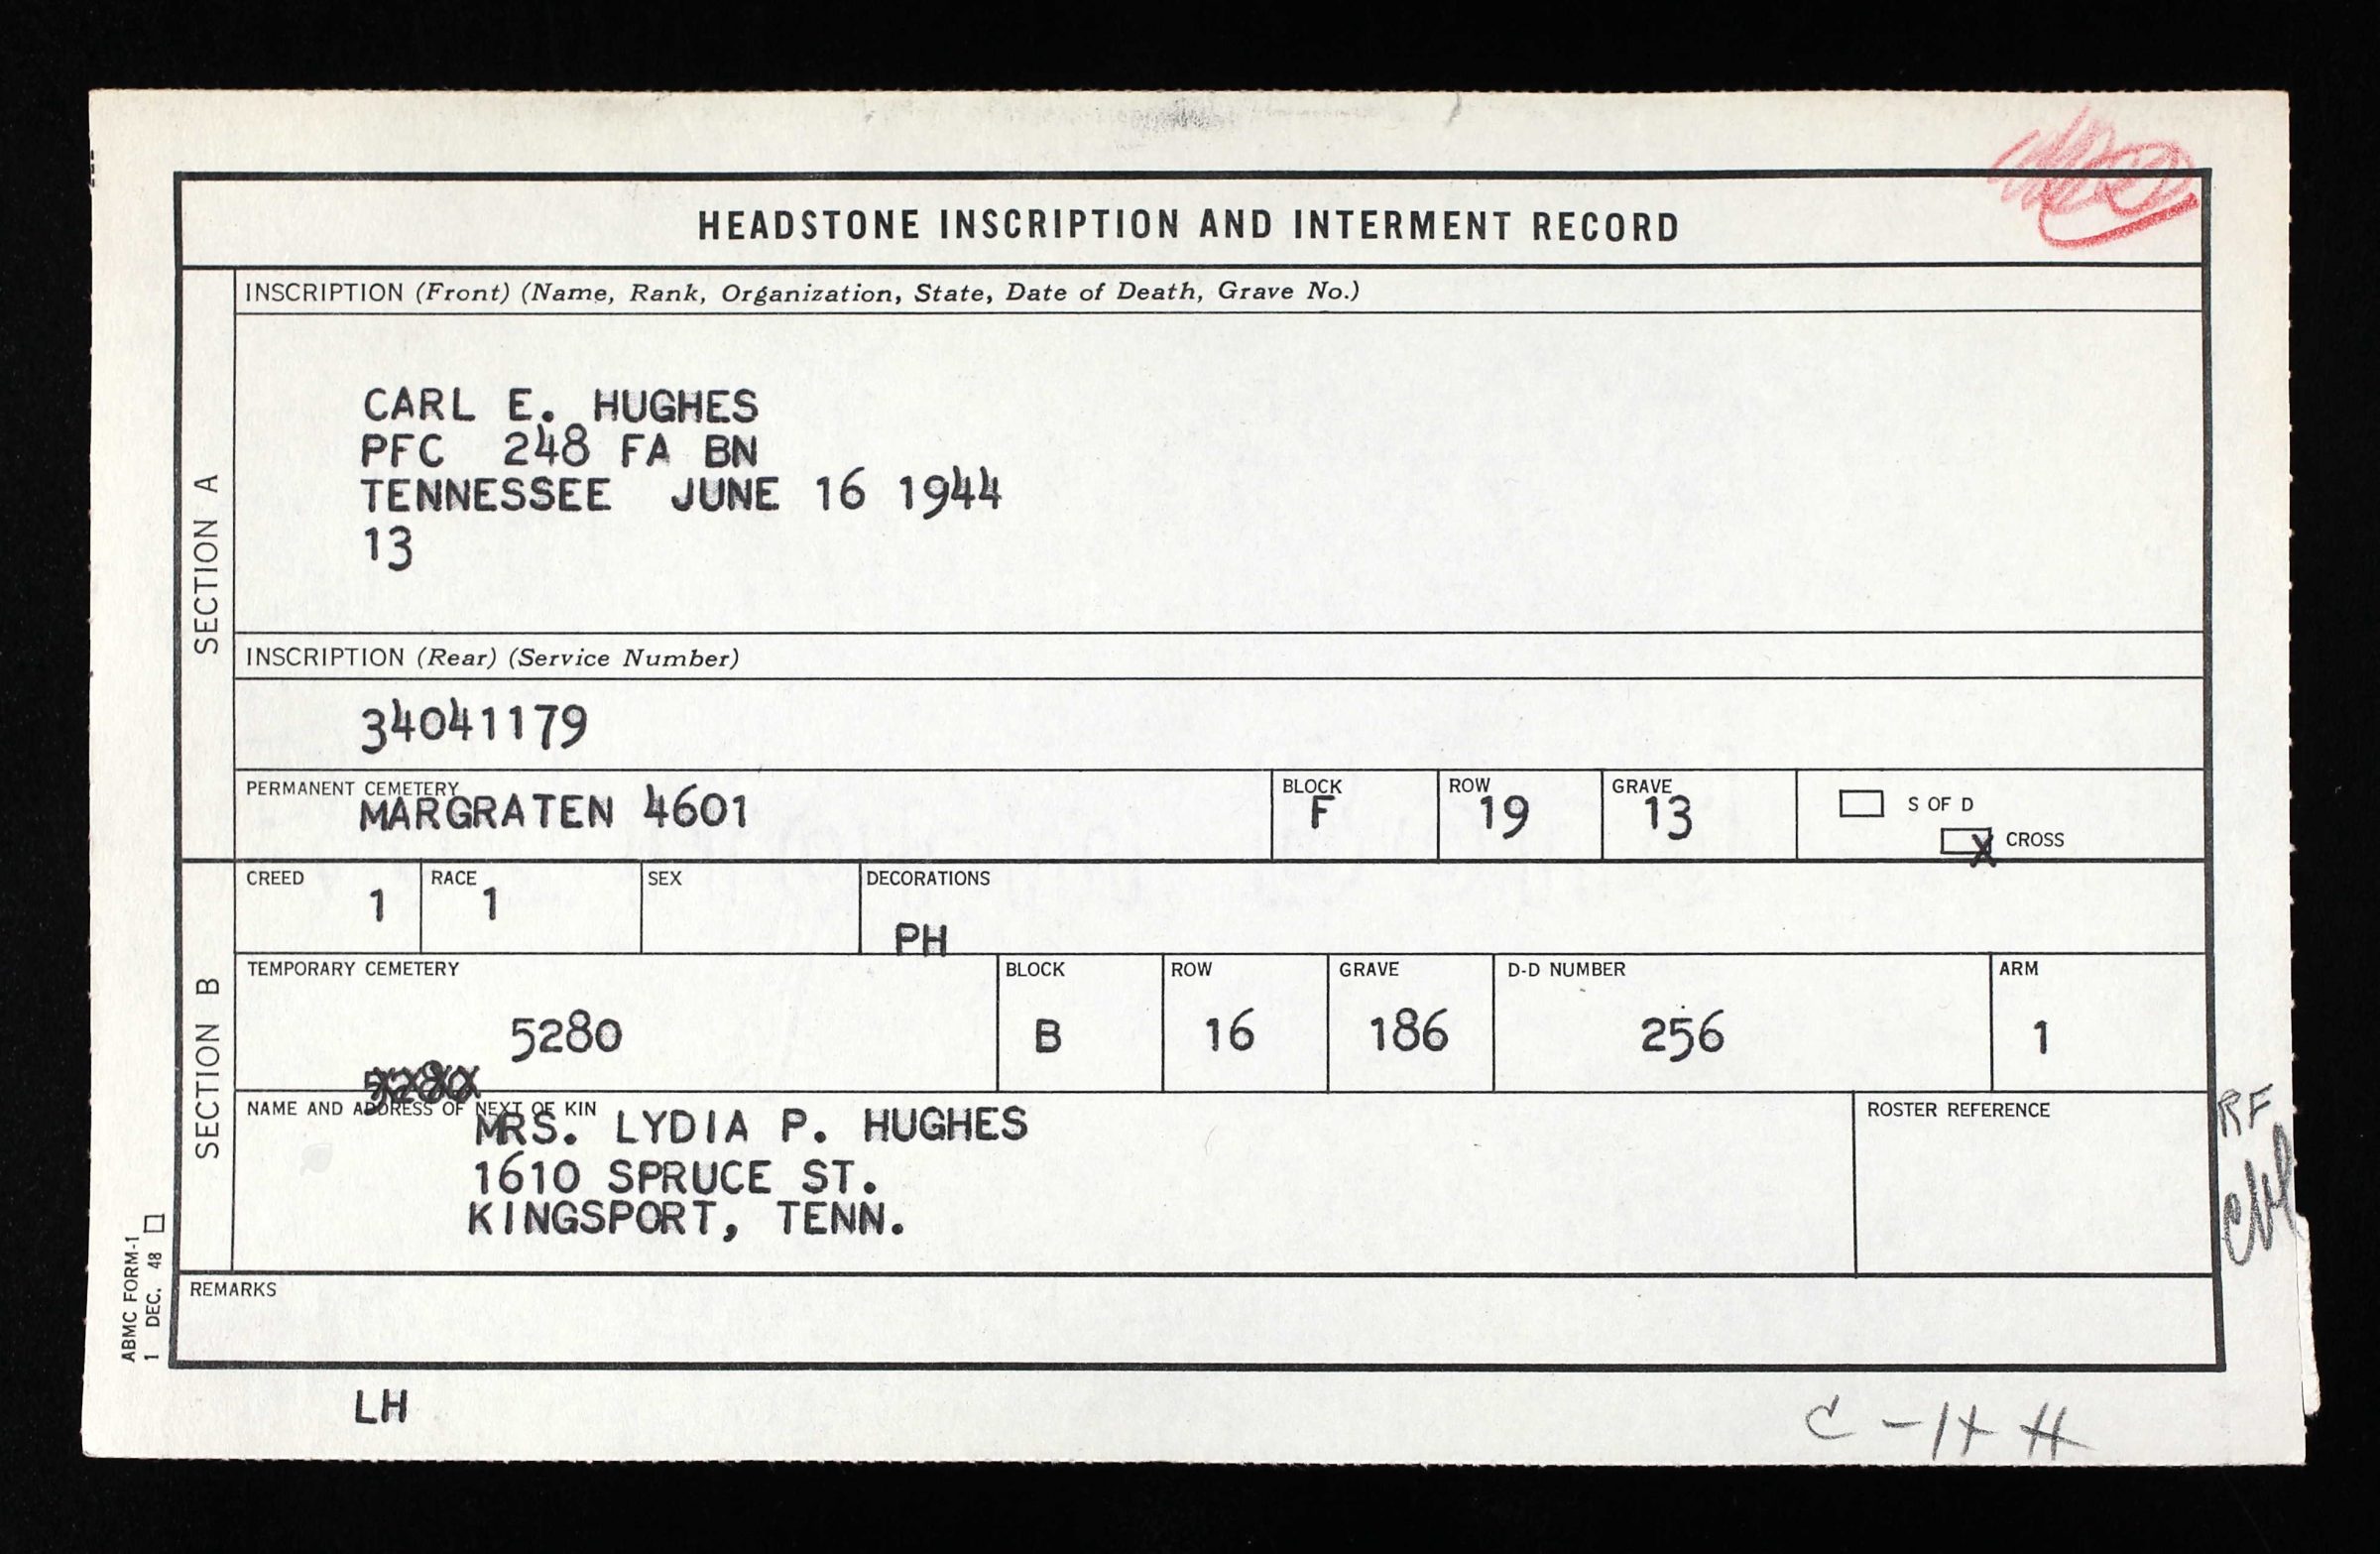 HEADSTONE INSCRIPTION AND INTERMENT RECORD
SECTION A
INSCRIPTION (Front) (Name, Rank, Organization, State, Date of Death, Grave No.)
CARL E. HUGHES
PFC 248 FA BN
TENNESSEE JUNE 16 1944
13
INSCRIPTION (Rear) (Service Number)
34041179
PERMANENT CEMETERY
MARGRATEN 4601
BLOCK
F
ROW
19
GRAVE
13
S OF D
X CROSS
SECTION B
CREED
1
RACE
1
SEX
DECORATIONS
PH
TEMPORARY CEMETERY
5280
BLOCK
B
ROW
16
GRAVE
186
D-D NUMBER
256
ARM
1
NAME AND ADDRESS OF NEXT OF KIN
MRS. LYDIA P. HUGHES
1610 SPRUCE ST.
KINGSPORT, TENN.
ROSTER REFERENCE
RF
REMARKS
ABMC FORM-1
1 DEC. 48
LH